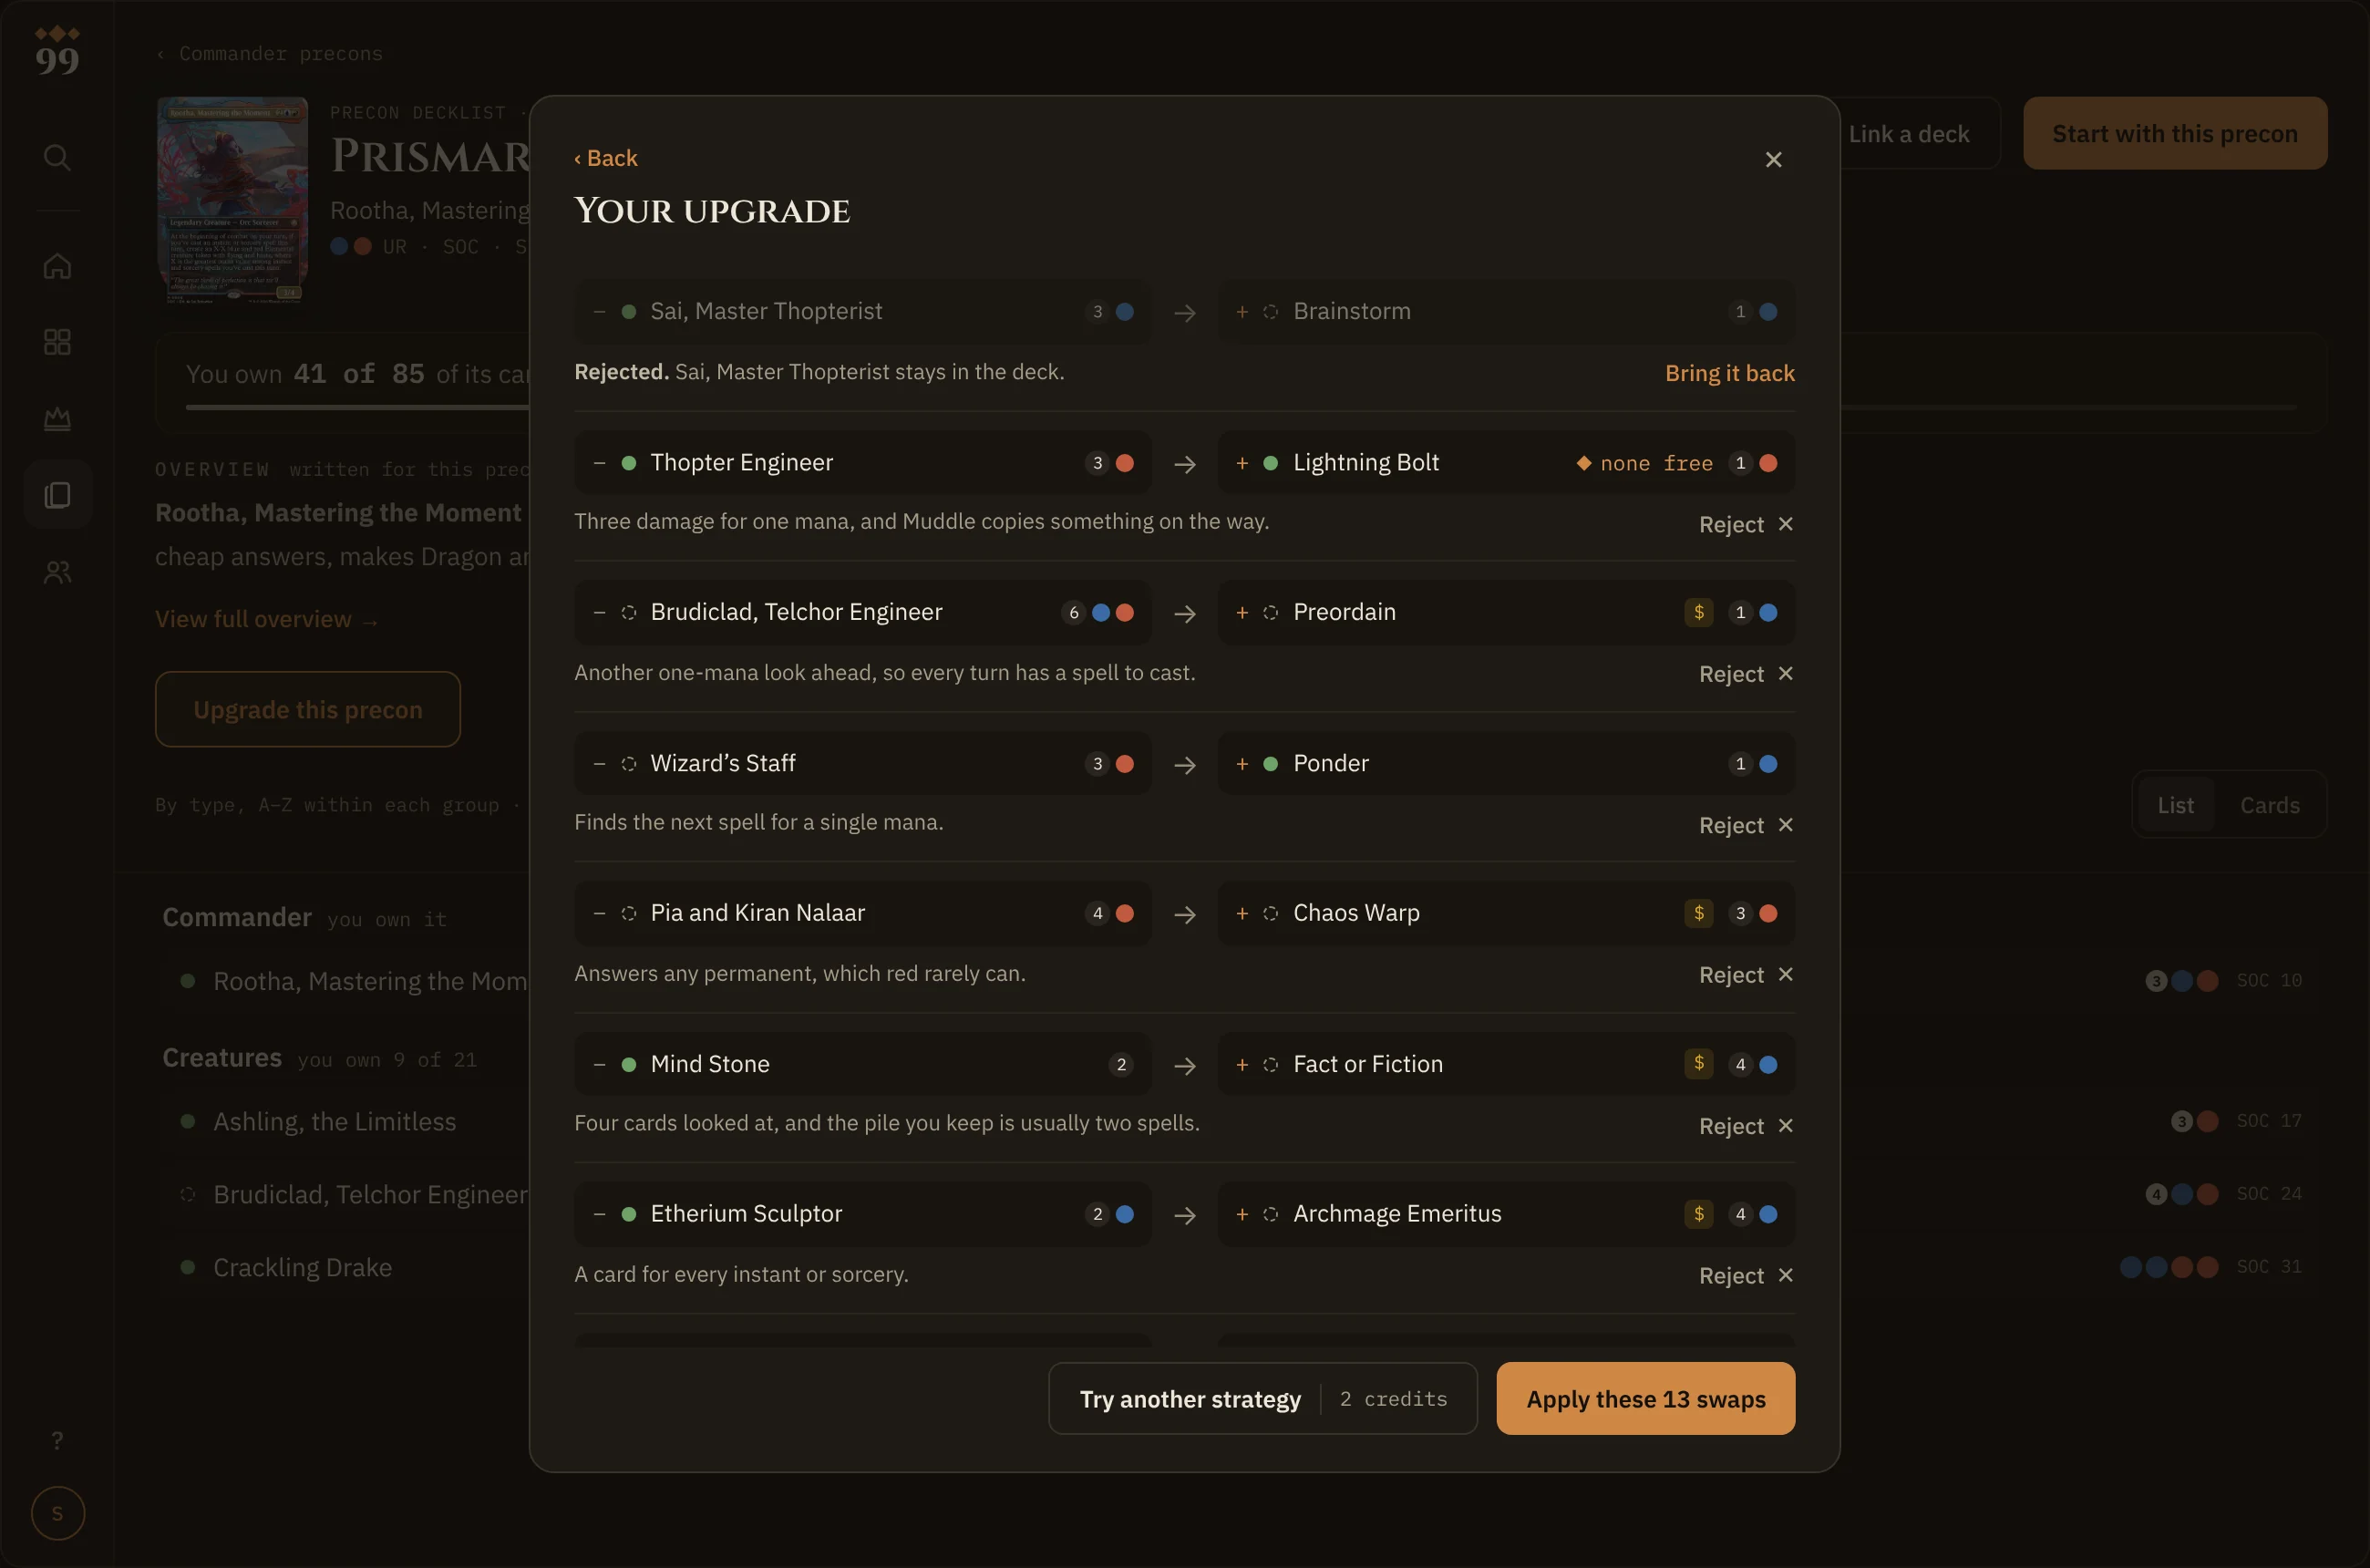 99
‹ Commander precons
PRECON DECKLIST ·
PRISMAR
Rootha, Mastering
UR · SOC · S
Link a deck
Start with this precon
You own 41 of 85 of its car
OVERVIEW written for this prec
Rootha, Mastering the Moment
cheap answers, makes Dragon ar
View full overview →
Upgrade this precon
By type, A–Z within each group ·
List
Cards
Commander you own it
Rootha, Mastering the Mom
3
SOC 10
Creatures you own 9 of 21
Ashling, the Limitless
3
SOC 17
Brudiclad, Telchor Engineer
4
SOC 24
Crackling Drake
SOC 31
?
S
‹ Back
✕
YOUR UPGRADE
− Sai, Master Thopterist 3 → + Brainstorm 1
Rejected. Sai, Master Thopterist stays in the deck.
Bring it back
− Thopter Engineer 3 → + Lightning Bolt ◆ none free 1
Three damage for one mana, and Muddle copies something on the way.
Reject ✕
− Brudiclad, Telchor Engineer 6 → + Preordain $ 1
Another one-mana look ahead, so every turn has a spell to cast.
Reject ✕
− Wizard’s Staff 3 → + Ponder 1
Finds the next spell for a single mana.
Reject ✕
− Pia and Kiran Nalaar 4 → + Chaos Warp $ 3
Answers any permanent, which red rarely can.
Reject ✕
− Mind Stone 2 → + Fact or Fiction $ 4
Four cards looked at, and the pile you keep is usually two spells.
Reject ✕
− Etherium Sculptor 2 → + Archmage Emeritus $ 4
A card for every instant or sorcery.
Reject ✕
Try another strategy 2 credits
Apply these 13 swaps